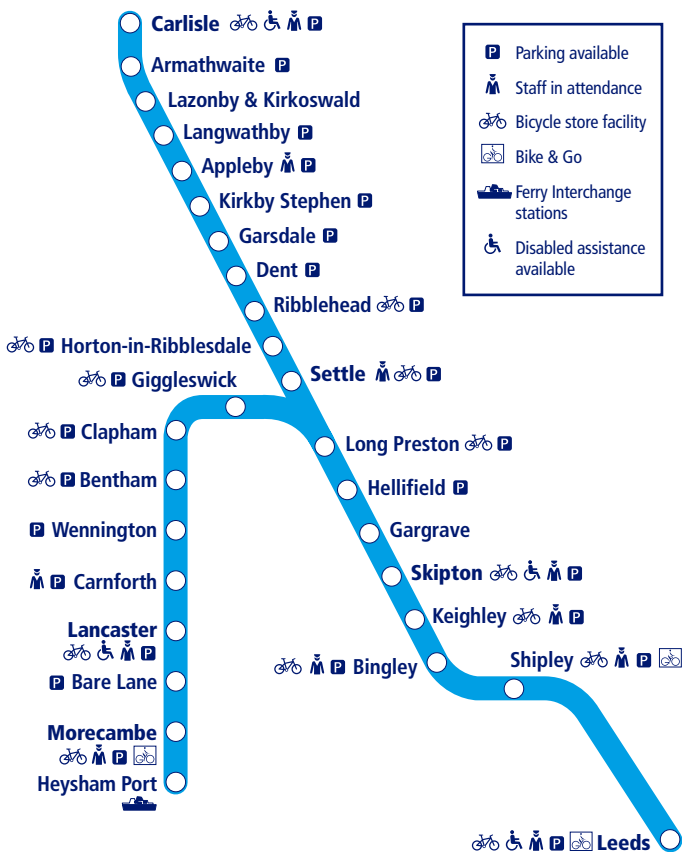 Carlisle
Armathwaite
Lazonby & Kirkoswald
Langwathby
Appleby
Kirkby Stephen
Garsdale
Dent
Ribblehead
Horton-in-Ribblesdale
Giggleswick
Settle
Clapham
Long Preston
Bentham
Hellifield
Wennington
Gargrave
Carnforth
Skipton
Lancaster
Keighley
Bare Lane
Bingley
Shipley
Morecambe
Heysham Port
Leeds
P Parking available
Staff in attendance
Bicycle store facility
Bike & Go
Ferry Interchange
stations
Disabled assistance
available